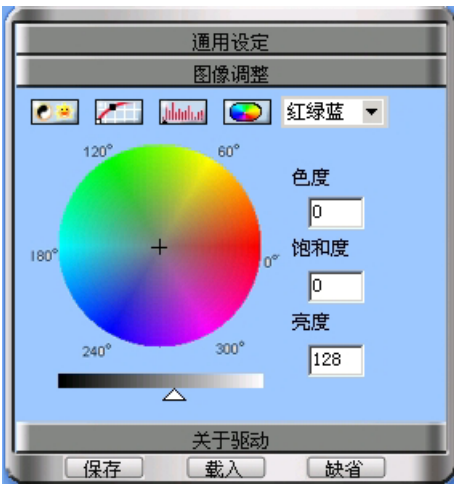 通用设定
图像调整
红绿蓝
120° 60°
色度
0
180° 0°
饱和度
0
亮度
240° 300°
128
关于驱动
保存 载入 缺省